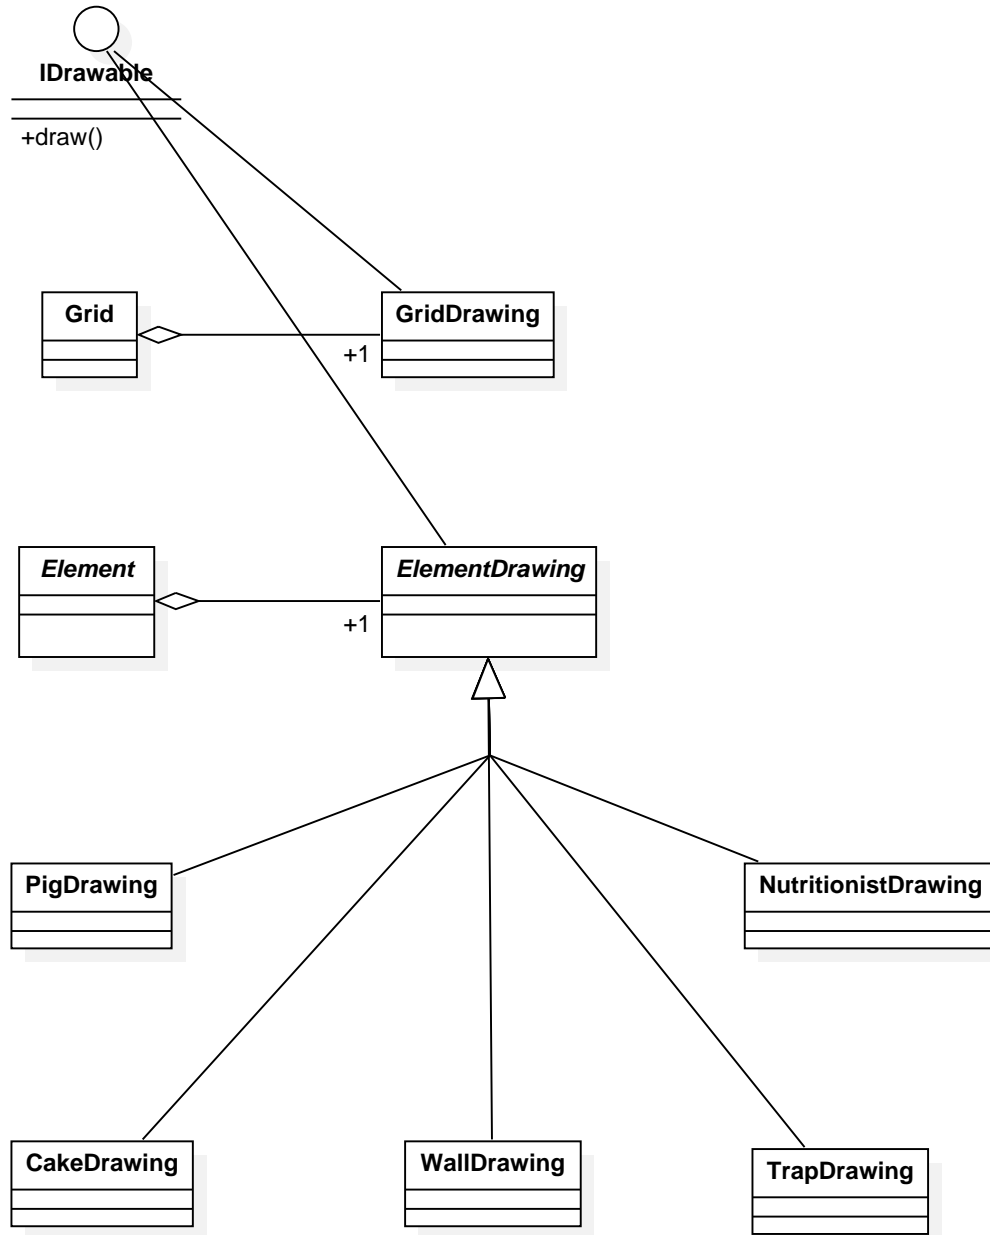 IDrawable
+draw()
Grid
GridDrawing
+1
Element
ElementDrawing
+1
PigDrawing
NutritionistDrawing
CakeDrawing
WallDrawing
TrapDrawing